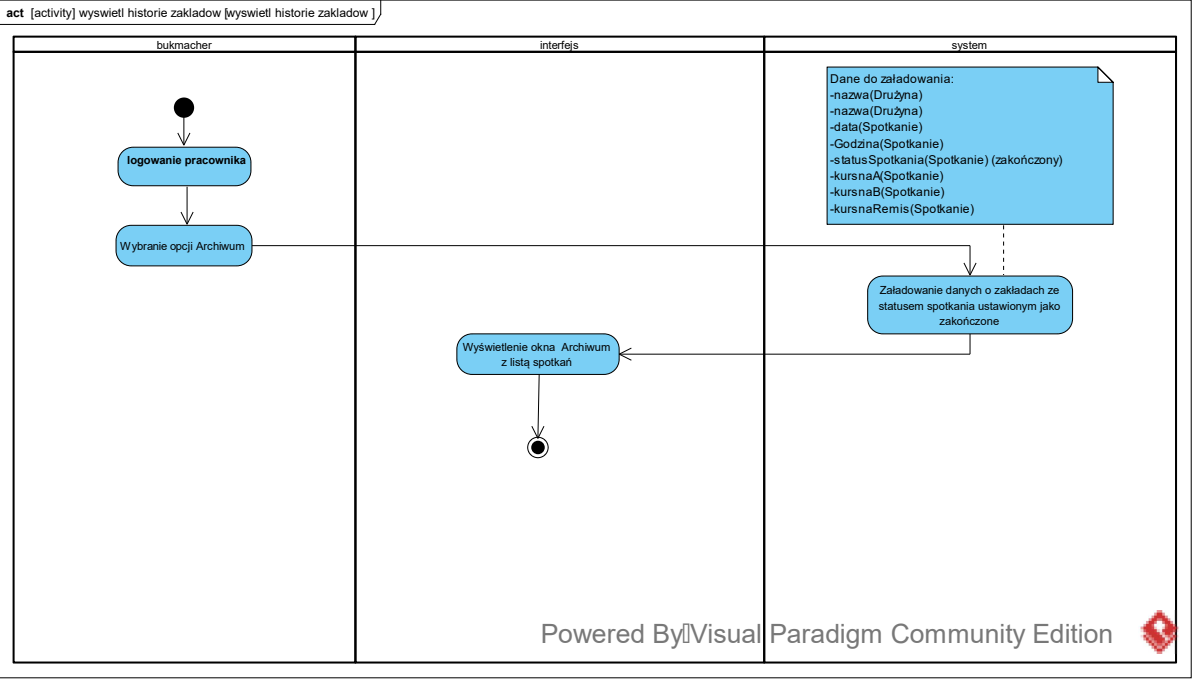 act [activity] wyswietl historie zakladow [wyswietl historie zakladow ]
bukmacher
interfejs
system
logowanie pracownika
Wybranie opcji Archiwum
Dane do załadowania:
-nazwa(Drużyna)
-nazwa(Drużyna)
-data(Spotkanie)
-Godzina(Spotkanie)
-statusSpotkania(Spotkanie) (zakończony)
-kursnaA(Spotkanie)
-kursnaB(Spotkanie)
-kursnaRemis(Spotkanie)
Załadowanie danych o zakładach ze
statusem spotkania ustawionym jako
zakończone
Wyświetlenie okna Archiwum
z listą spotkań
Powered By Visual Paradigm Community Edition